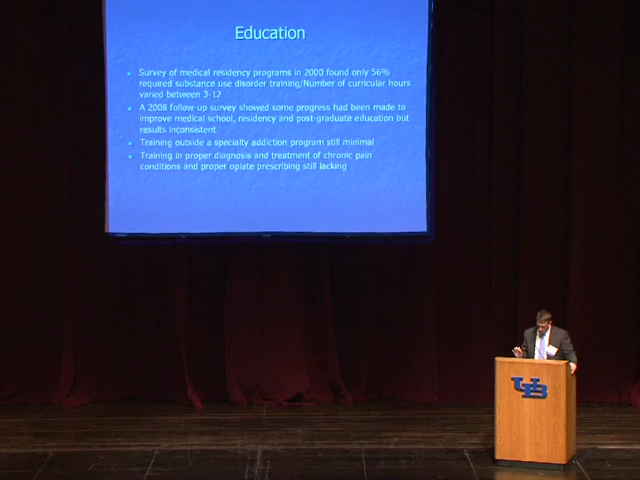 Education
Survey of medical residency programs in 2000 found only 56%
required substance use disorder training/Number of curricular hours
varied between 3-12
A 2008 follow-up survey showed some progress had been made to
improve medical school, residency and post-graduate education but
results inconsistent
Training outside a specialty addiction program still minimal
Training in proper diagnosis and treatment of chronic pain
conditions and proper opiate prescribing still lacking
UB